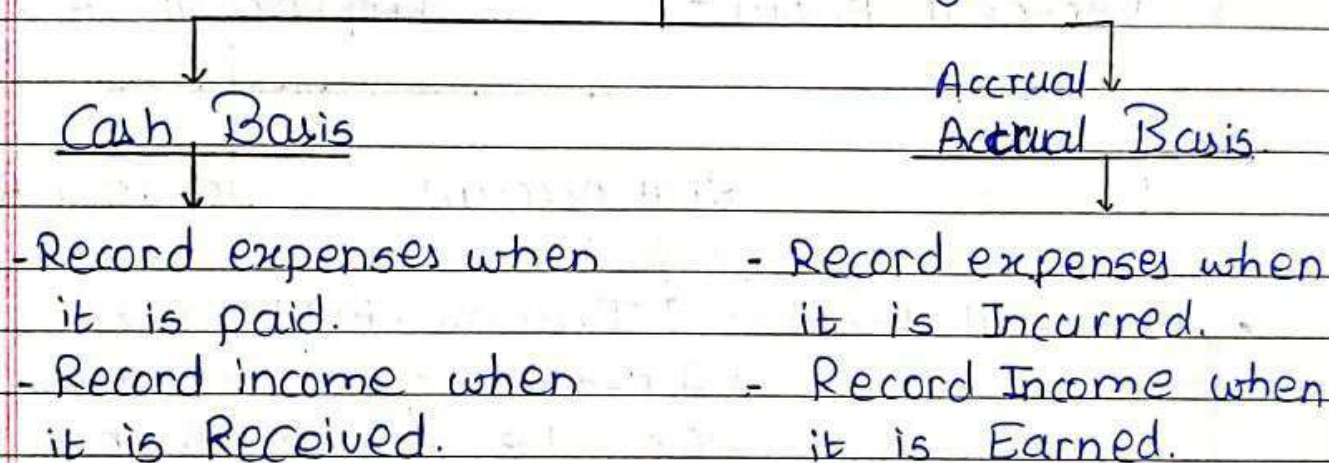 Cash Basis
Accrual
Accrual Basis
- Record expenses when
it is paid.
- Record income when
it is Received.
- Record expenses when
it is Incurred.
- Record Income when
it is Earned.